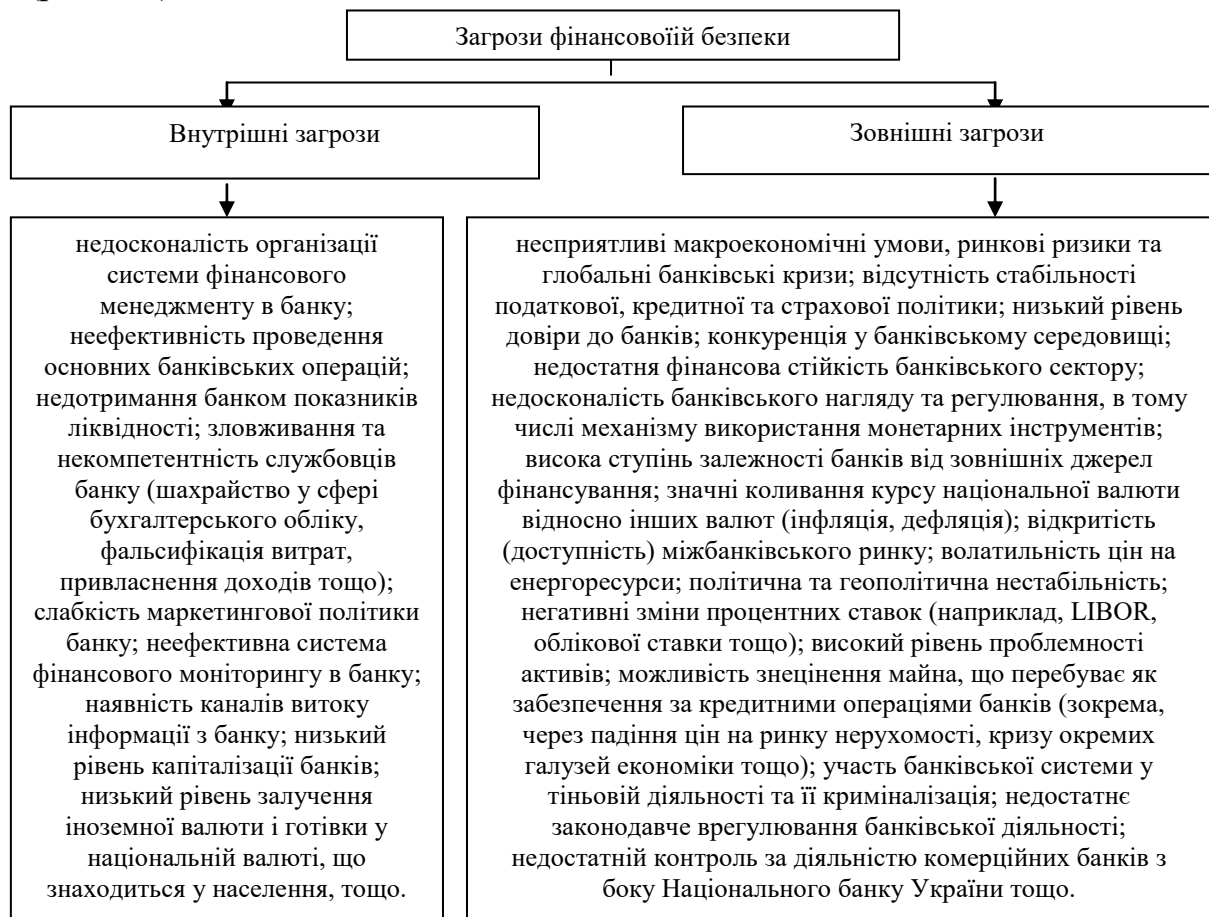 Загрози фінансовоїій безпеки
Внутрішні загрози
Зовнішні загрози
недосконалість організації
системи фінансового
менеджменту в банку;
неефективність проведення
основних банківських операцій;
недотримання банком показників
ліквідності; зловживання та
некомпетентність службовців
банку (шахрайство у сфері
бухгалтерського обліку,
фальсифікація витрат,
привласнення доходів тощо);
слабкість маркетингової політики
банку; неефективна система
фінансового моніторингу в банку;
наявність каналів витоку
інформації з банку; низький
рівень капіталізації банків;
низький рівень залучення
іноземної валюти і готівки у
національній валюті, що
знаходиться у населення, тощо.
несприятливі макроекономічні умови, ринкові ризики та
глобальні банківські кризи; відсутність стабільності
податкової, кредитної та страхової політики; низький рівень
довіри до банків; конкуренція у банківському середовищі;
недостатня фінансова стійкість банківського сектору;
недосконалість банківського нагляду та регулювання, в тому
числі механізму використання монетарних інструментів;
висока ступінь залежності банків від зовнішніх джерел
фінансування; значні коливання курсу національної валюти
відносно інших валют (інфляція, дефляція); відкритість
(доступність) міжбанківського ринку; волатильність цін на
енергоресурси; політична та геополітична нестабільність;
негативні зміни процентних ставок (наприклад, LIBOR,
облікової ставки тощо); високий рівень проблемності
активів; можливість знецінення майна, що перебуває як
забезпечення за кредитними операціями банків (зокрема,
через падіння цін на ринку нерухомості, кризу окремих
галузей економіки тощо); участь банківської системи у
тіньовій діяльності та її криміналізація; недостатнє
законодавче врегулювання банківської діяльності;
недостатній контроль за діяльністю комерційних банків з
боку Національного банку України тощо.